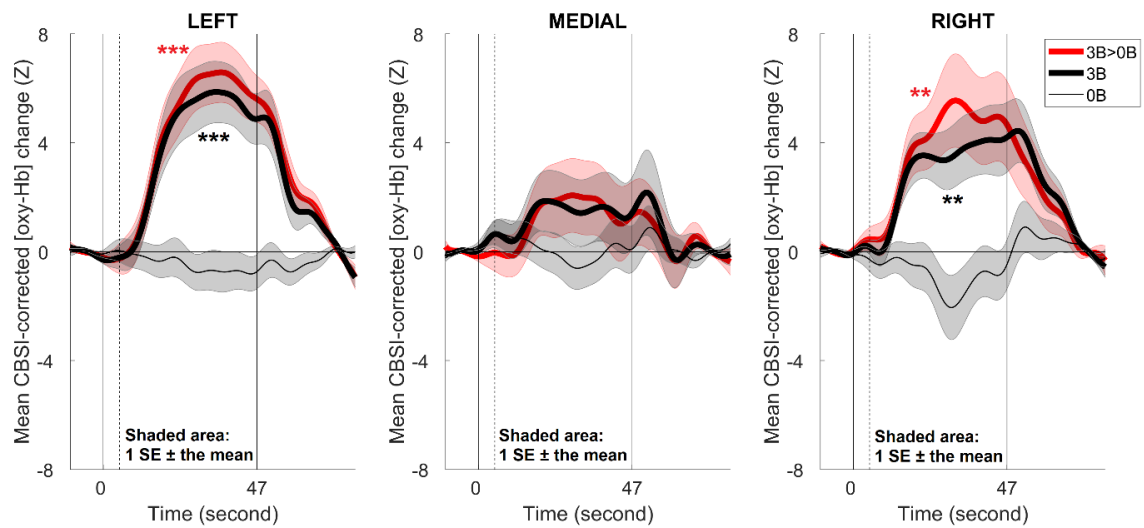 LEFT
Mean CBSI-corrected [oxy-Hb] change (Z)
8
4
0
-4
-8
***
***
Shaded area:
1 SE ± the mean
0
47
Time (second)
MEDIAL
Mean CBSI-corrected [oxy-Hb] change (Z)
8
4
0
-4
-8
Shaded area:
1 SE ± the mean
0
47
Time (second)
RIGHT
Mean CBSI-corrected [oxy-Hb] change (Z)
8
4
0
-4
-8
**
**
Shaded area:
1 SE ± the mean
0
47
Time (second)
3B>0B
3B
0B